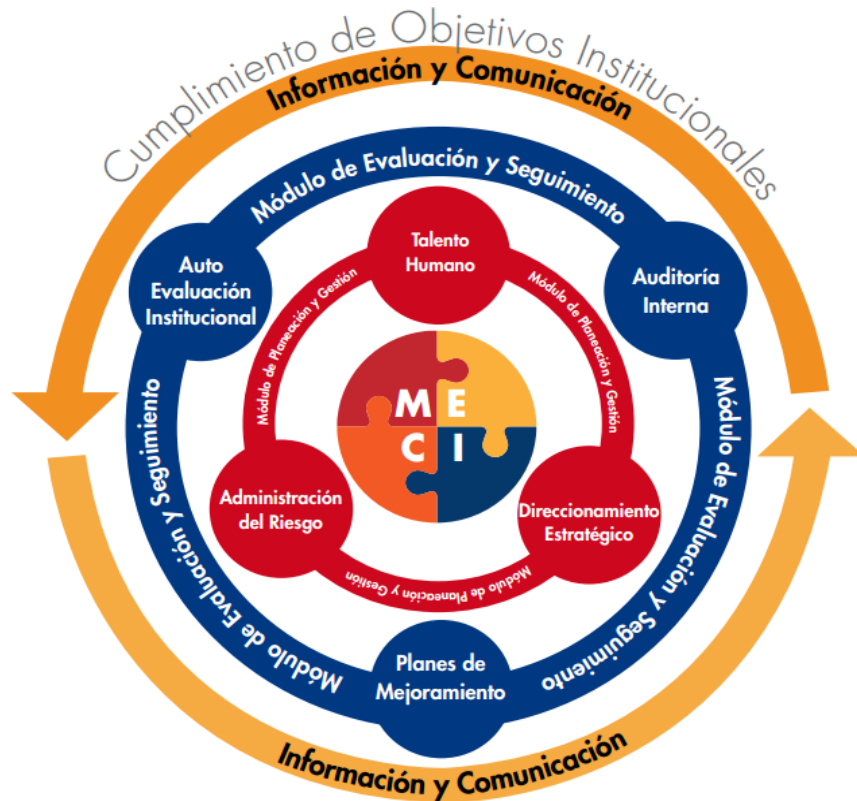 Cumplimiento de Objetivos Institucionales
Información y Comunicación
Módulo de Evaluación y Seguimiento
Talento
Humano
Auto
Evaluación
Institucional
Auditoría
Interna
Módulo de Planeación y Gestión
Módulo de Planeación y Gestión
M E
C I
Módulo de Evaluación y Seguimiento
Módulo de Evaluación y Seguimiento
Administración
del Riesgo
Direccionamiento
Estratégico
Módulo de Planeación y Gestión
Planes de
Mejoramiento
Información y Comunicación